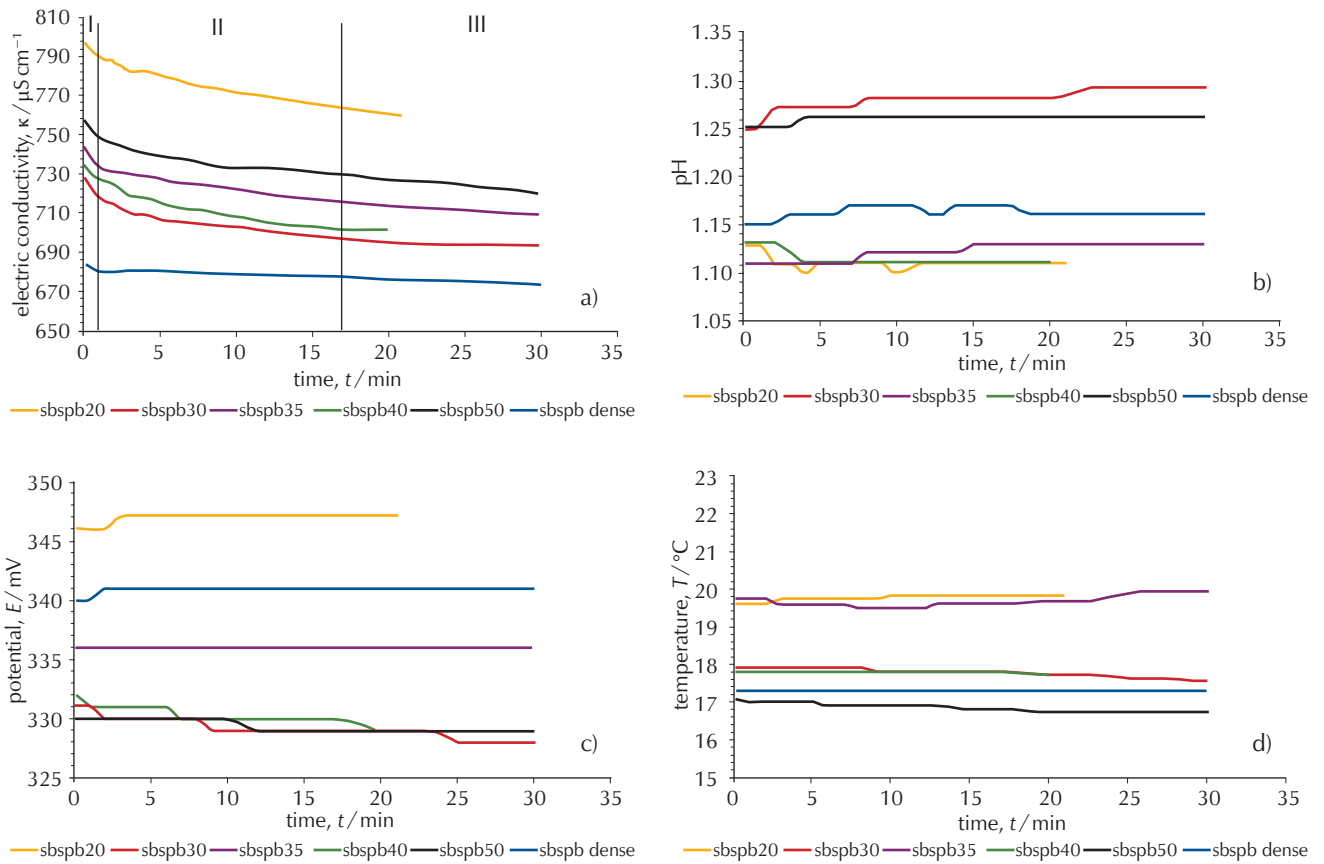 810
790
770
750
730
710
690
670
650
electric conductivity, κ / μS cm⁻¹
I
II
III
a)
0 5 10 15 20 25 30 35
time, t / min
sbspb20 sbspb30 sbspb35 sbspb40 sbspb50 sbspb dense
1.35
1.30
1.25
1.20
1.15
1.10
1.05
pH
b)
0 5 10 15 20 25 30 35
time, t / min
sbspb20 sbspb30 sbspb35 sbspb40 sbspb50 sbspb dense
350
345
340
335
330
325
potential, E / mV
c)
0 5 10 15 20 25 30 35
time, t / min
sbspb20 sbspb30 sbspb35 sbspb40 sbspb50 sbspb dense
23
22
21
20
19
18
17
16
15
temperature, T / °C
d)
0 5 10 15 20 25 30 35
time, t / min
sbspb20 sbspb30 sbspb35 sbspb40 sbspb50 sbspb dense